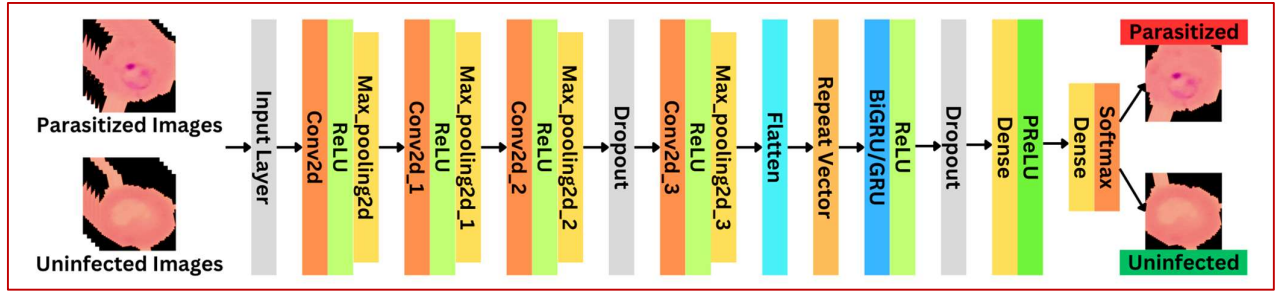 Parasitized Images
Uninfected Images
Input Layer
Conv2d
ReLU
Max_pooling2d
Conv2d_1
ReLU
Max_pooling2d_1
Conv2d_2
ReLU
Max_pooling2d_2
Dropout
Conv2d_3
ReLU
Max_pooling2d_3
Flatten
Repeat Vector
BiGRU/GRU
ReLU
Dropout
Dense
PReLU
Dense
Softmax
Parasitized
Uninfected